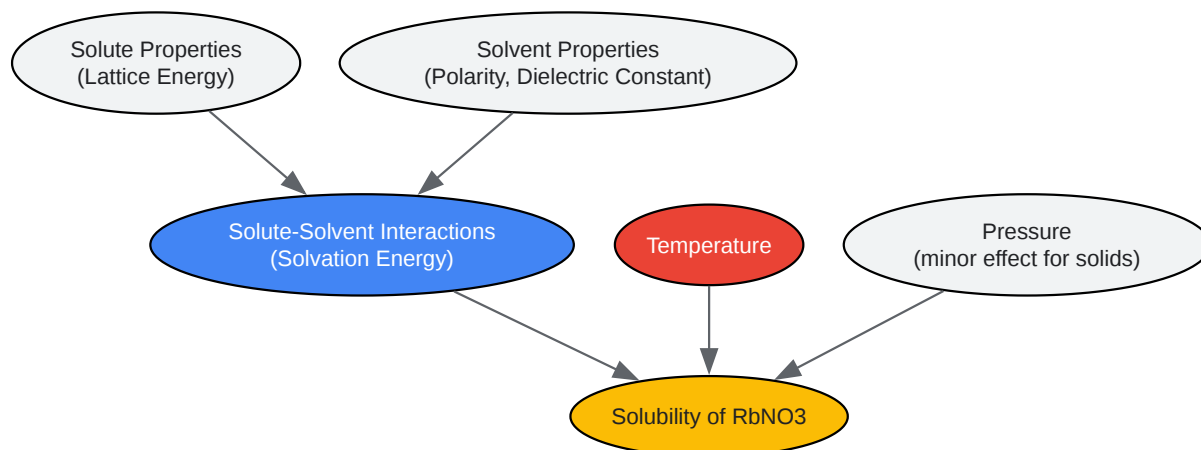 Solute Properties
(Lattice Energy)
Solvent Properties
(Polarity, Dielectric Constant)
Solute-Solvent Interactions
(Solvation Energy)
Temperature
Pressure
(minor effect for solids)
Solubility of RbNO3